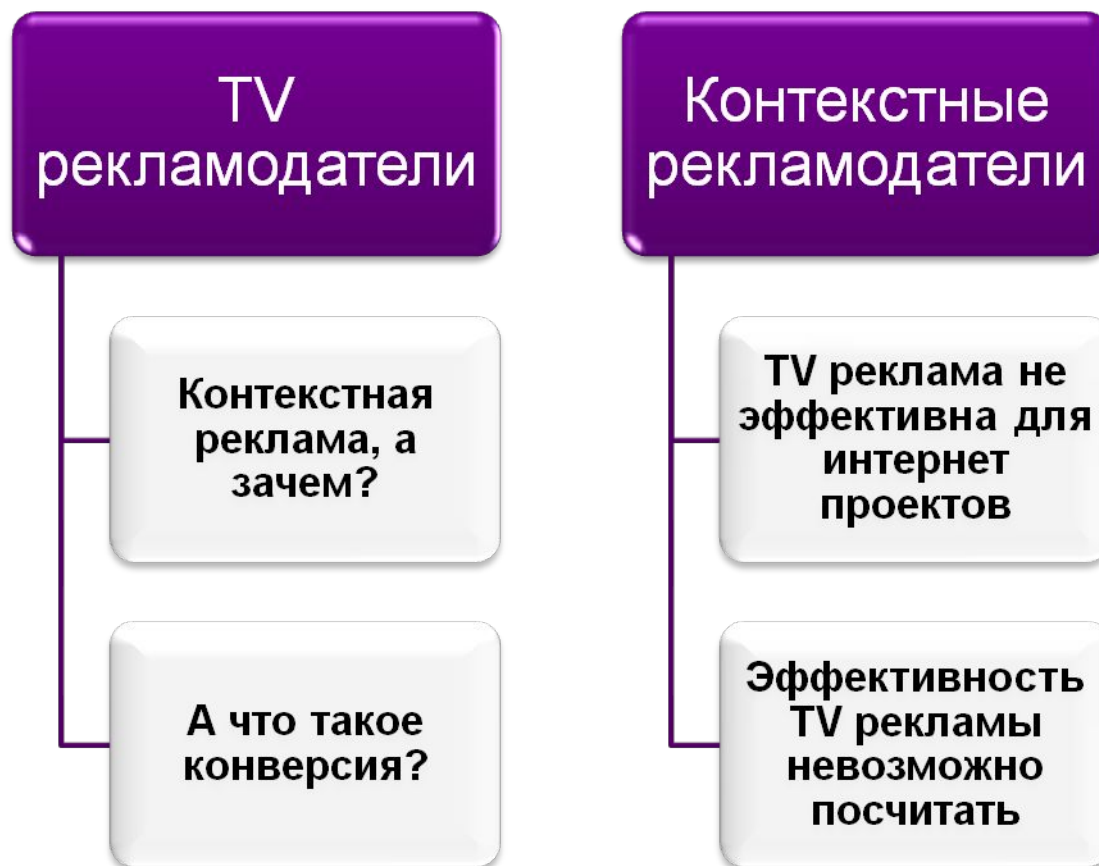 TV
рекламодатели
Контекстная
реклама, а
зачем?
А что такое
конверсия?
Контекстные
рекламодатели
TV реклама не
эффективна для
интернет
проектов
Эффективность
TV рекламы
невозможно
посчитать